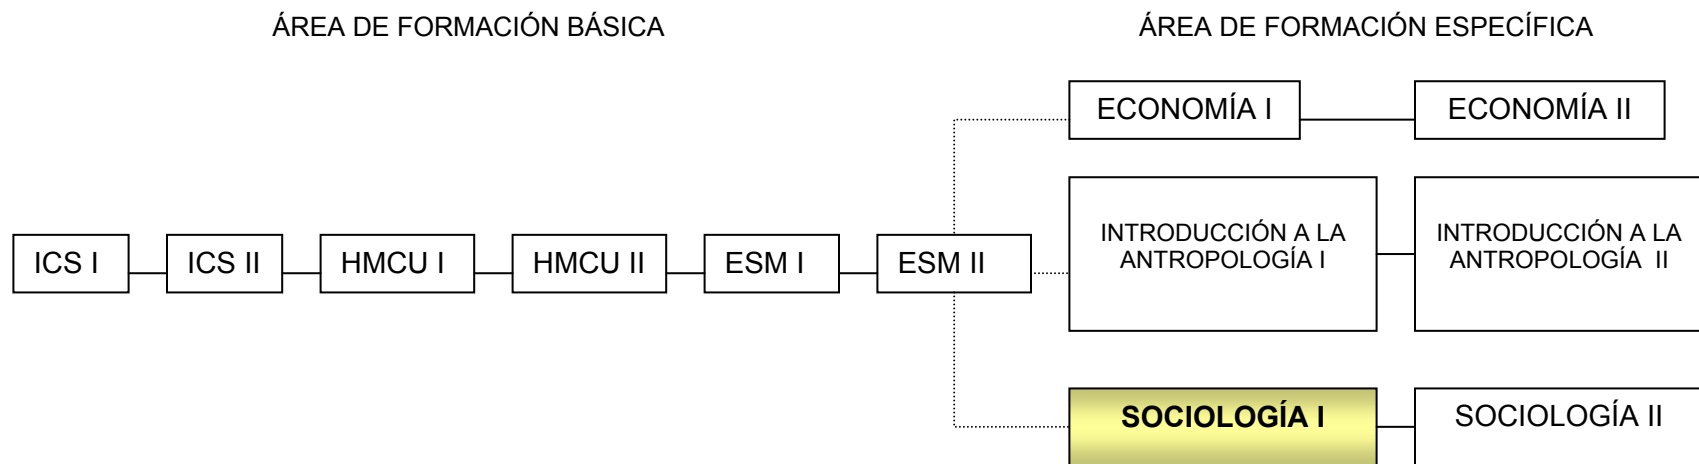 ÁREA DE FORMACIÓN BÁSICA
ÁREA DE FORMACIÓN ESPECÍFICA
ECONOMÍA I
ECONOMÍA II
ICS I
ICS II
HMCU I
HMCU II
ESM I
ESM II
INTRODUCCIÓN A LA
ANTROPOLOGÍA I
INTRODUCCIÓN A LA
ANTROPOLOGÍA II
SOCIOLOGÍA I
SOCIOLOGÍA II